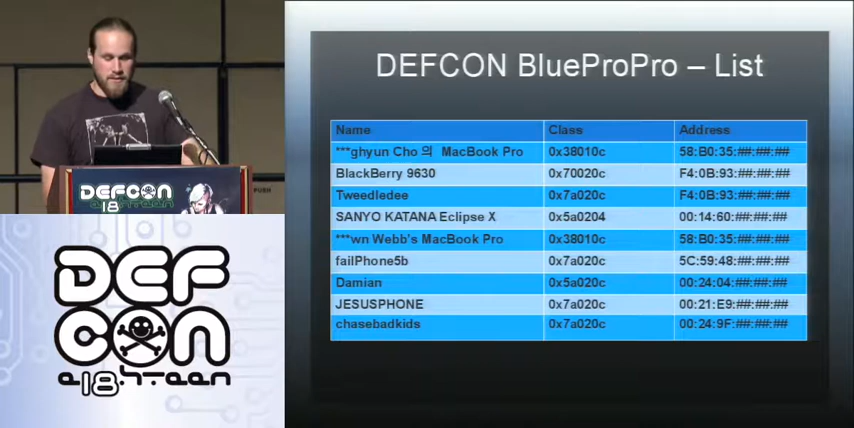 DEFCON BlueProPro – List
Name Class Address
***ghyun Cho 의 MacBook Pro 0x38010c 58:B0:35:##:##:##
BlackBerry 9630 0x70020c F4:0B:93:##:##:##
Tweedledee 0x7a020c F4:0B:93:##:##:##
SANYO KATANA Eclipse X 0x5a0204 00:14:60:##:##:##
***wn Webb's MacBook Pro 0x38010c 58:B0:35:##:##:##
failPhone5b 0x7a020c 5C:59:48:##:##:##
Damian 0x5a020c 00:24:04:##:##:##
JESUSPHONE 0x7a020c 00:21:E9:##:##:##
chasebadkids 0x7a020c 00:24:9F:##:##:##
DEFCON
18
PUSH
DEF
CON
e18hteen